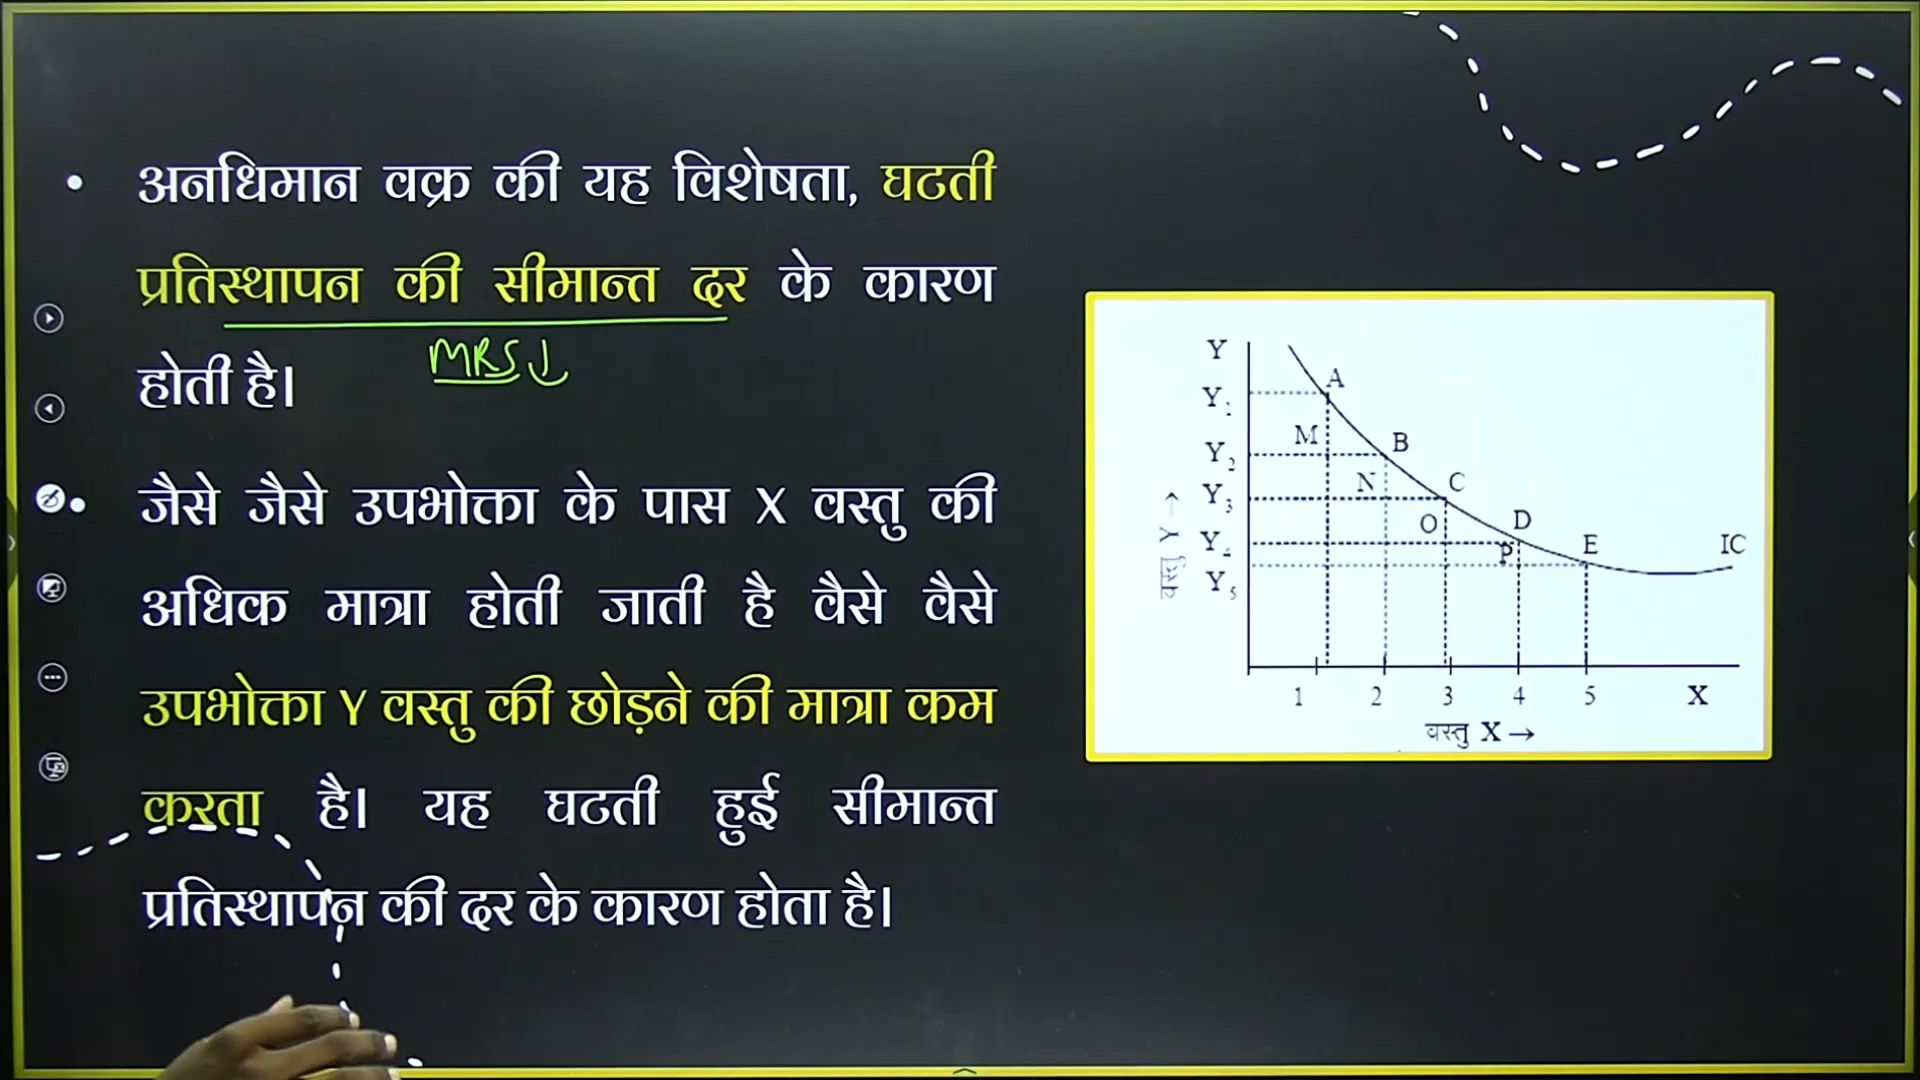 • अनधिमान वक्र की यह विशेषता, घटती
प्रतिस्थापन की सीमान्त दर के कारण
MRS↓
होती है।
• जैसे जैसे उपभोक्ता के पास X वस्तु की
अधिक मात्रा होती जाती है वैसे वैसे
उपभोक्ता Y वस्तु की छोड़ने की मात्रा कम
करता है। यह घटती हुई सीमान्त
प्रतिस्थापन की दर के कारण होता है।
Y
A
Y1
M
B
Y2
N
C
Y3
O
D
Y4
P
E
IC
Y5
वस्तु Y →
1 2 3 4 5 X
वस्तु X →